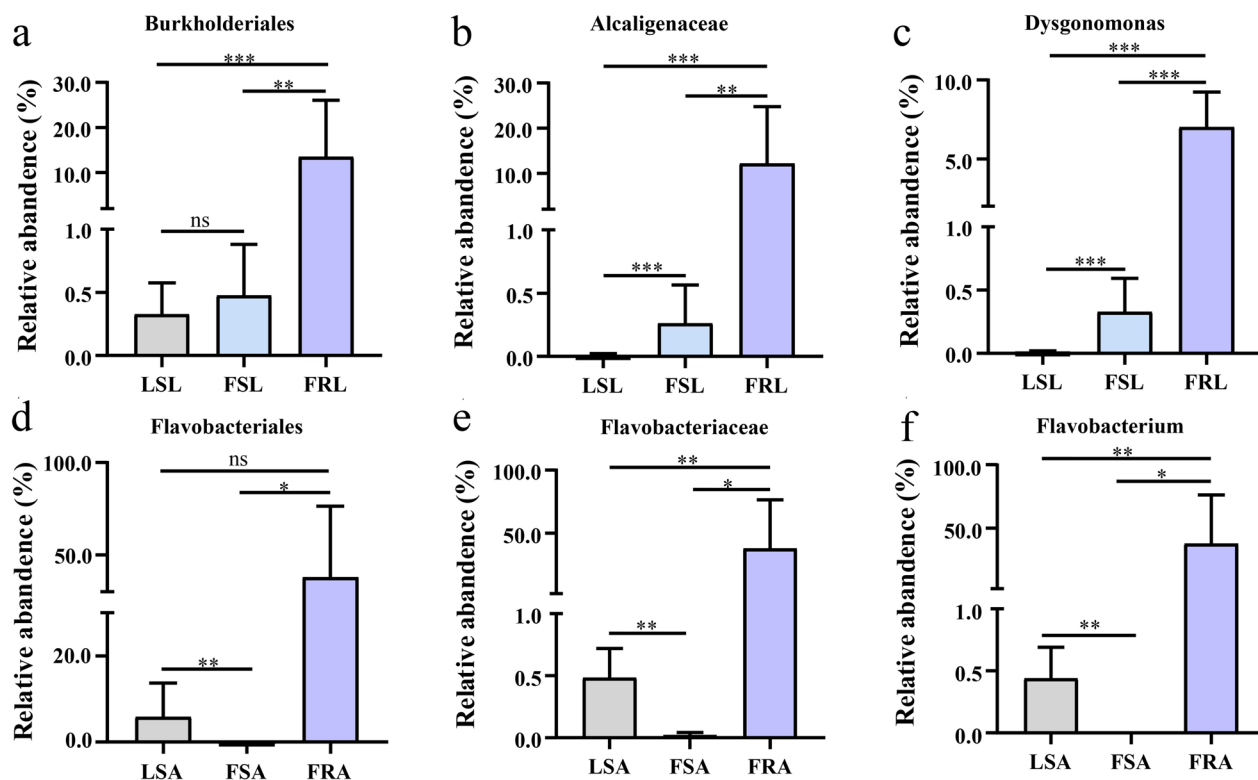 a
Burkholderiales
Relative abandence (%)
***
**
ns
30.0
20.0
10.0
1.0
0.5
0.0
LSL FSL FRL
b
Alcaligenaceae
Relative abandence (%)
***
**
***
30.0
20.0
10.0
1.0
0.5
0.0
LSL FSL FRL
c
Dysgonomonas
Relative abandence (%)
***
***
***
10.0
5.0
1.0
0.5
0.0
LSL FSL FRL
d
Flavobacteriales
Relative abandence (%)
ns
*
**
100.0
50.0
20.0
0.0
LSA FSA FRA
e
Flavobacteriaceae
Relative abandence (%)
**
*
**
100.0
50.0
1.0
0.5
0.0
LSA FSA FRA
f
Flavobacterium
Relative abandence (%)
**
*
**
100.0
50.0
1.0
0.5
0.0
LSA FSA FRA